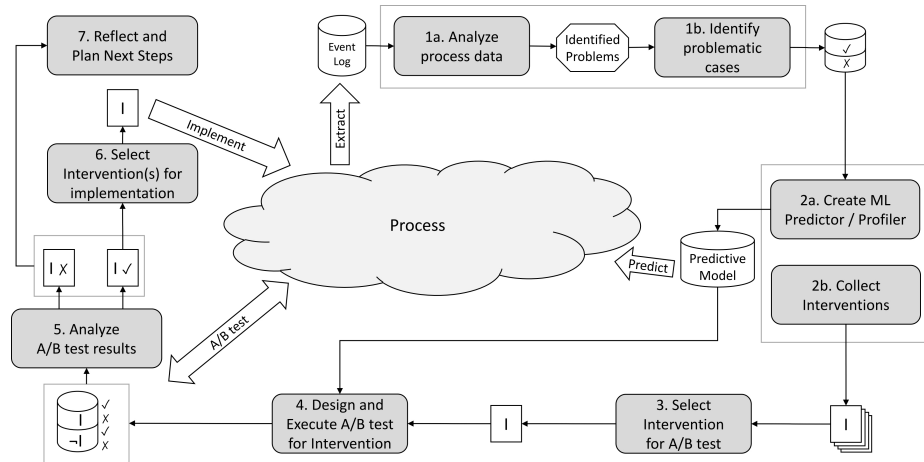 7. Reflect and
Plan Next Steps
Event
Log
1a. Analyze
process data
Identified
Problems
1b. Identify
problematic
cases
✓
✗
I
Implement
Extract
6. Select
Intervention(s) for
implementation
Process
2a. Create ML
Predictor / Profiler
Predict
Predictive
Model
2b. Collect
Interventions
I ✗
I ✓
5. Analyze
A/B test results
A/B test
I
¬I
✓
✗
✓
✗
4. Design and
Execute A/B test
for Intervention
I
3. Select
Intervention
for A/B test
I